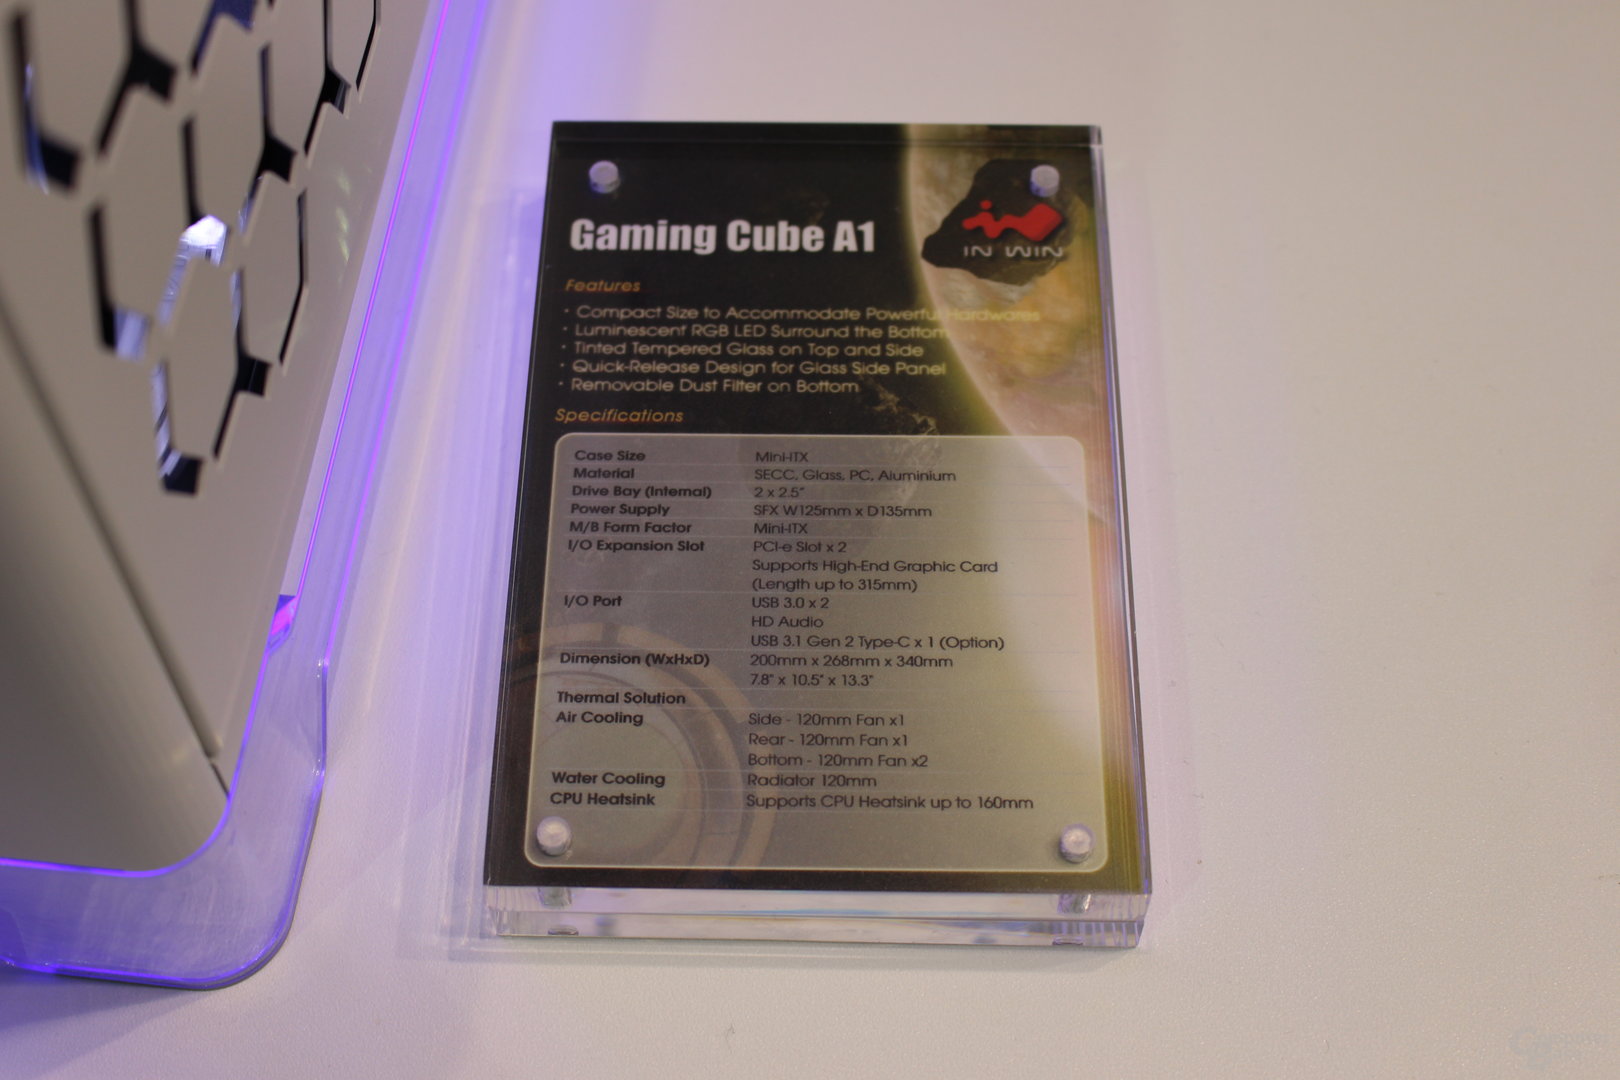 Gaming Cube A1
IN WIN
Features
· Compact Size to Accommodate Powerful Hardwares
· Luminescent RGB LED Surround the Bottom
· Tinted Tempered Glass on Top and Side
· Quick-Release Design for Glass Side Panel
· Removable Dust Filter on Bottom
Specifications
Case Size Mini-ITX
Material SECC, Glass, PC, Aluminium
Drive Bay (Internal) 2 x 2.5"
Power Supply SFX W125mm x D135mm
M/B Form Factor Mini-ITX
I/O Expansion Slot PCI-e Slot x 2
Supports High-End Graphic Card
(Length up to 315mm)
I/O Port USB 3.0 x 2
HD Audio
USB 3.1 Gen 2 Type-C x 1 (Option)
Dimension (WxHxD) 200mm x 268mm x 340mm
7.8" x 10.5" x 13.3"
Thermal Solution
Air Cooling Side - 120mm Fan x1
Rear - 120mm Fan x1
Bottom - 120mm Fan x2
Water Cooling Radiator 120mm
CPU Heatsink Supports CPU Heatsink up to 160mm